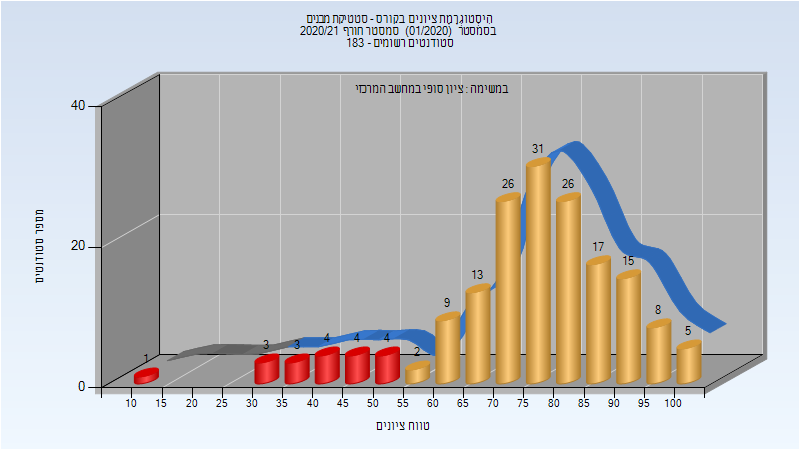 היסטוגרמת ציונים בקורס - סטטיקת מבנים
בסמסטר (01/2020) סמסטר חורף 2020/21
סטודנטים רשומים - 183
במשימה : ציון סופי במחשב המרכזי
מספר סטודנטים
40
20
0
1
3
3
4
4
4
2
9
13
26
31
26
17
15
8
5
10 15 20 25 30 35 40 45 50 55 60 65 70 75 80 85 90 95 100
טווח ציונים